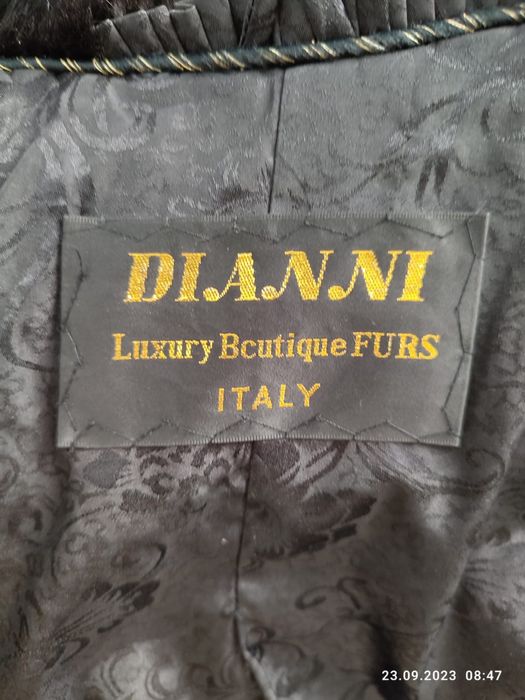 DIANNI
Luxury Bcutique FURS
ITALY
23.09.2023 08:47